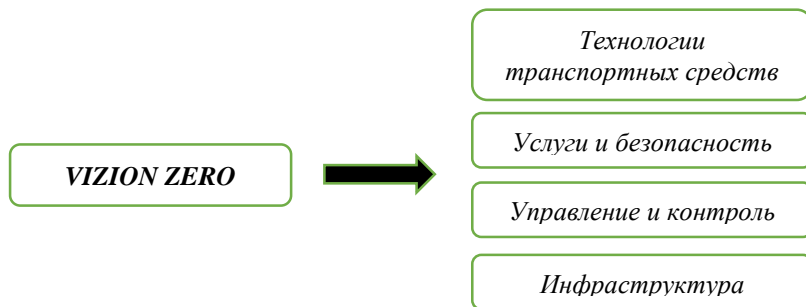 Технологии
транспортных средств
Услуги и безопасность
VIZION ZERO
Управление и контроль
Инфраструктура